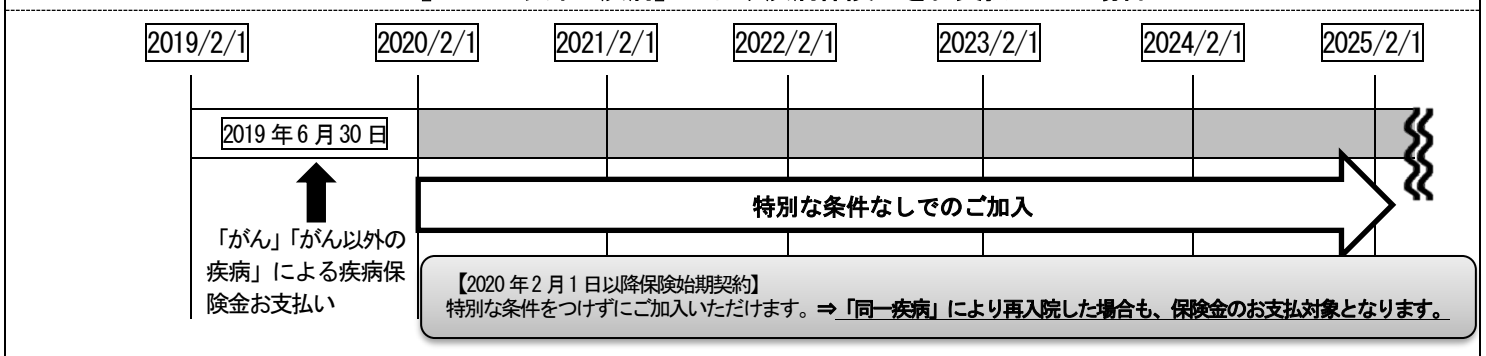 2019/2/1 2020/2/1 2021/2/1 2022/2/1 2023/2/1 2024/2/1 2025/2/1
2019年6月30日
特別な条件なしでのご加入
「がん」「がん以外の
疾病」による疾病保
険金お支払い
【2020年2月1日以降保険始期契約】
特別な条件をつけずにご加入いただけます。⇒「同一疾病」により再入院した場合も、保険金のお支払対象となります。